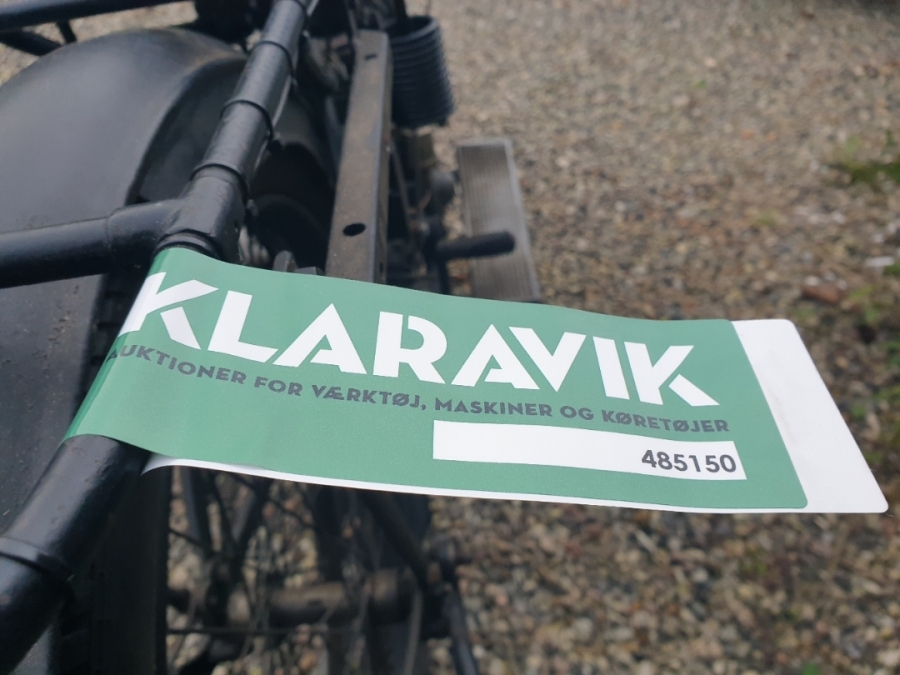 KLARAVIK
AUKTIONER FOR VÆRKTØJ, MASKINER OG KØRETØJER
485150